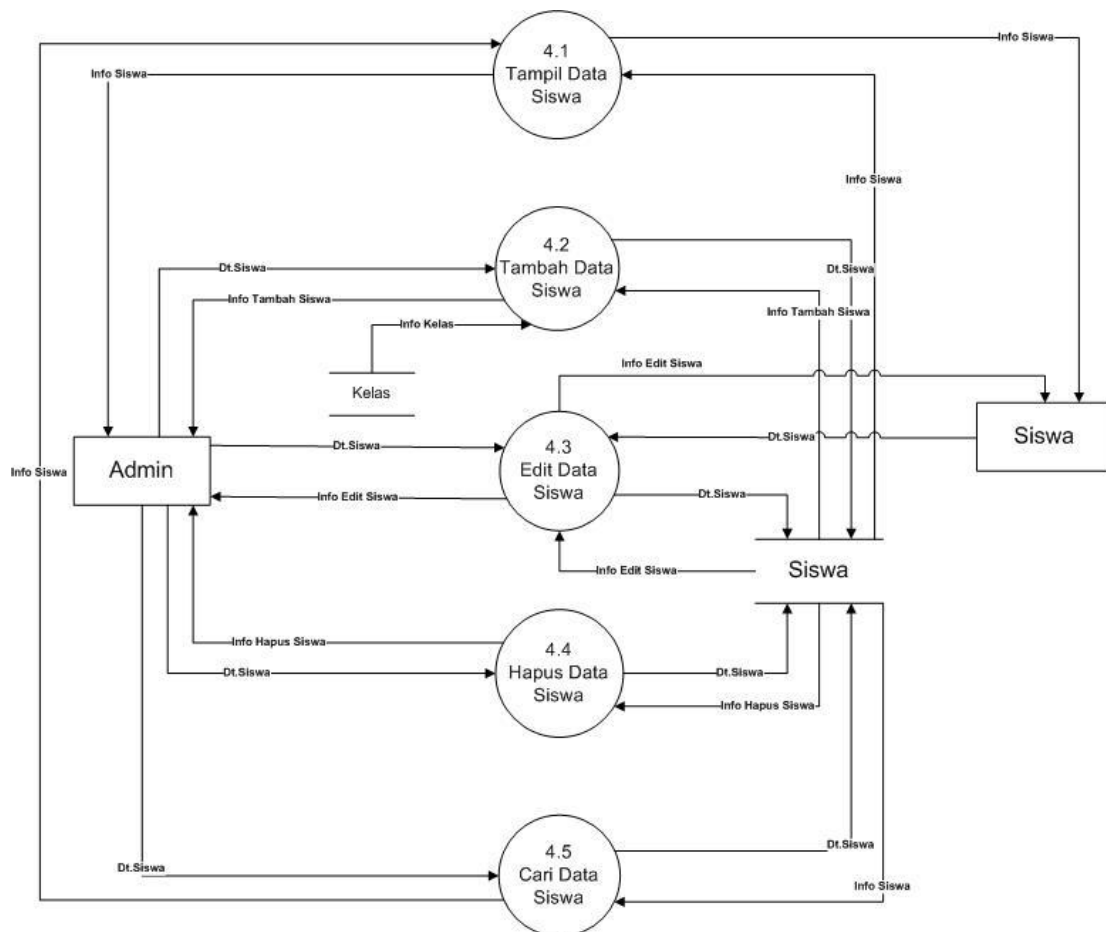 4.1
Tampil Data
Siswa
Info Siswa
Info Siswa
Info Siswa
4.2
Tambah Data
Siswa
Dt.Siswa
Dt.Siswa
Info Tambah Siswa
Info Tambah Siswa
Info Kelas
Kelas
Info Edit Siswa
4.3
Edit Data
Siswa
Dt.Siswa
Dt.Siswa
Siswa
Admin
Info Siswa
Info Edit Siswa
Dt.Siswa
Info Edit Siswa
Siswa
4.4
Hapus Data
Siswa
Info Hapus Siswa
Dt.Siswa
Dt.Siswa
Info Hapus Siswa
4.5
Cari Data
Siswa
Dt.Siswa
Dt.Siswa
Info Siswa